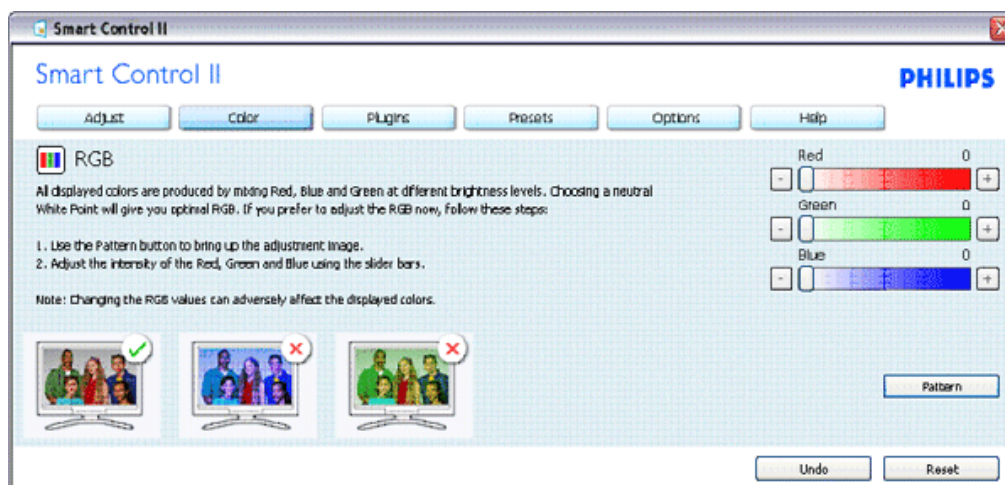 Smart Control II
Smart Control II
PHILIPS
Adjust
Color
Plugins
Presets
Options
Help
RGB
All displayed colors are produced by mixing Red, Blue and Green at different brightness levels. Choosing a neutral
White Point will give you optimal RGB. If you prefer to adjust the RGB now, follow these steps:
1. Use the Pattern button to bring up the adjustment image.
2. Adjust the intensity of the Red, Green and Blue using the slider bars.
Note: Changing the RGB values can adversely affect the displayed colors.
Red 0
- +
Green 0
- +
Blue 0
- +
Pattern
Undo
Reset